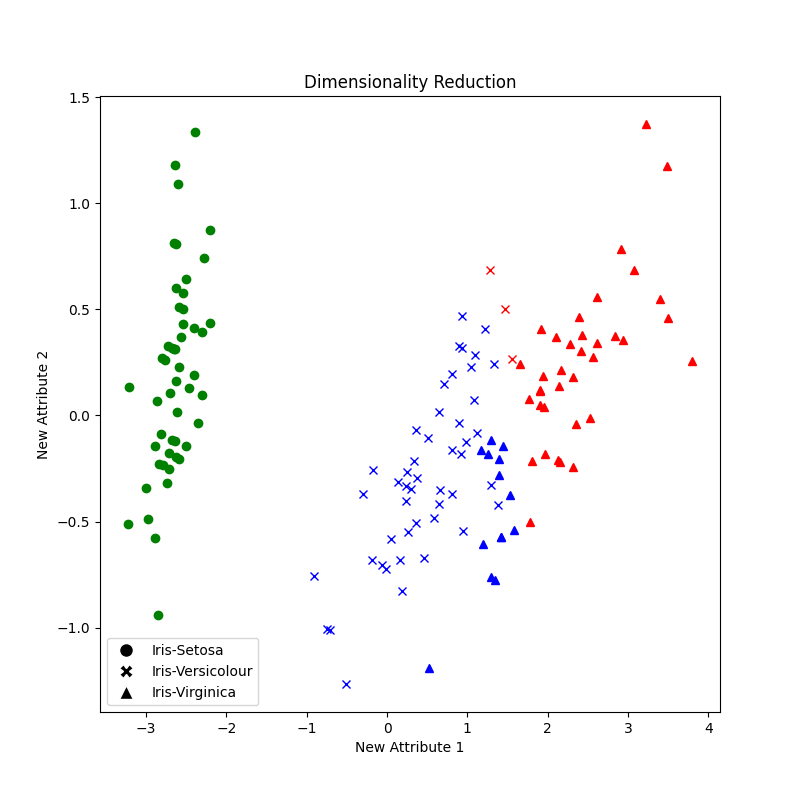 Dimensionality Reduction
1.5
1.0
0.5
0.0
−0.5
−1.0
New Attribute 2
Iris-Setosa
Iris-Versicolour
Iris-Virginica
−3
−2
−1
0
1
2
3
4
New Attribute 1